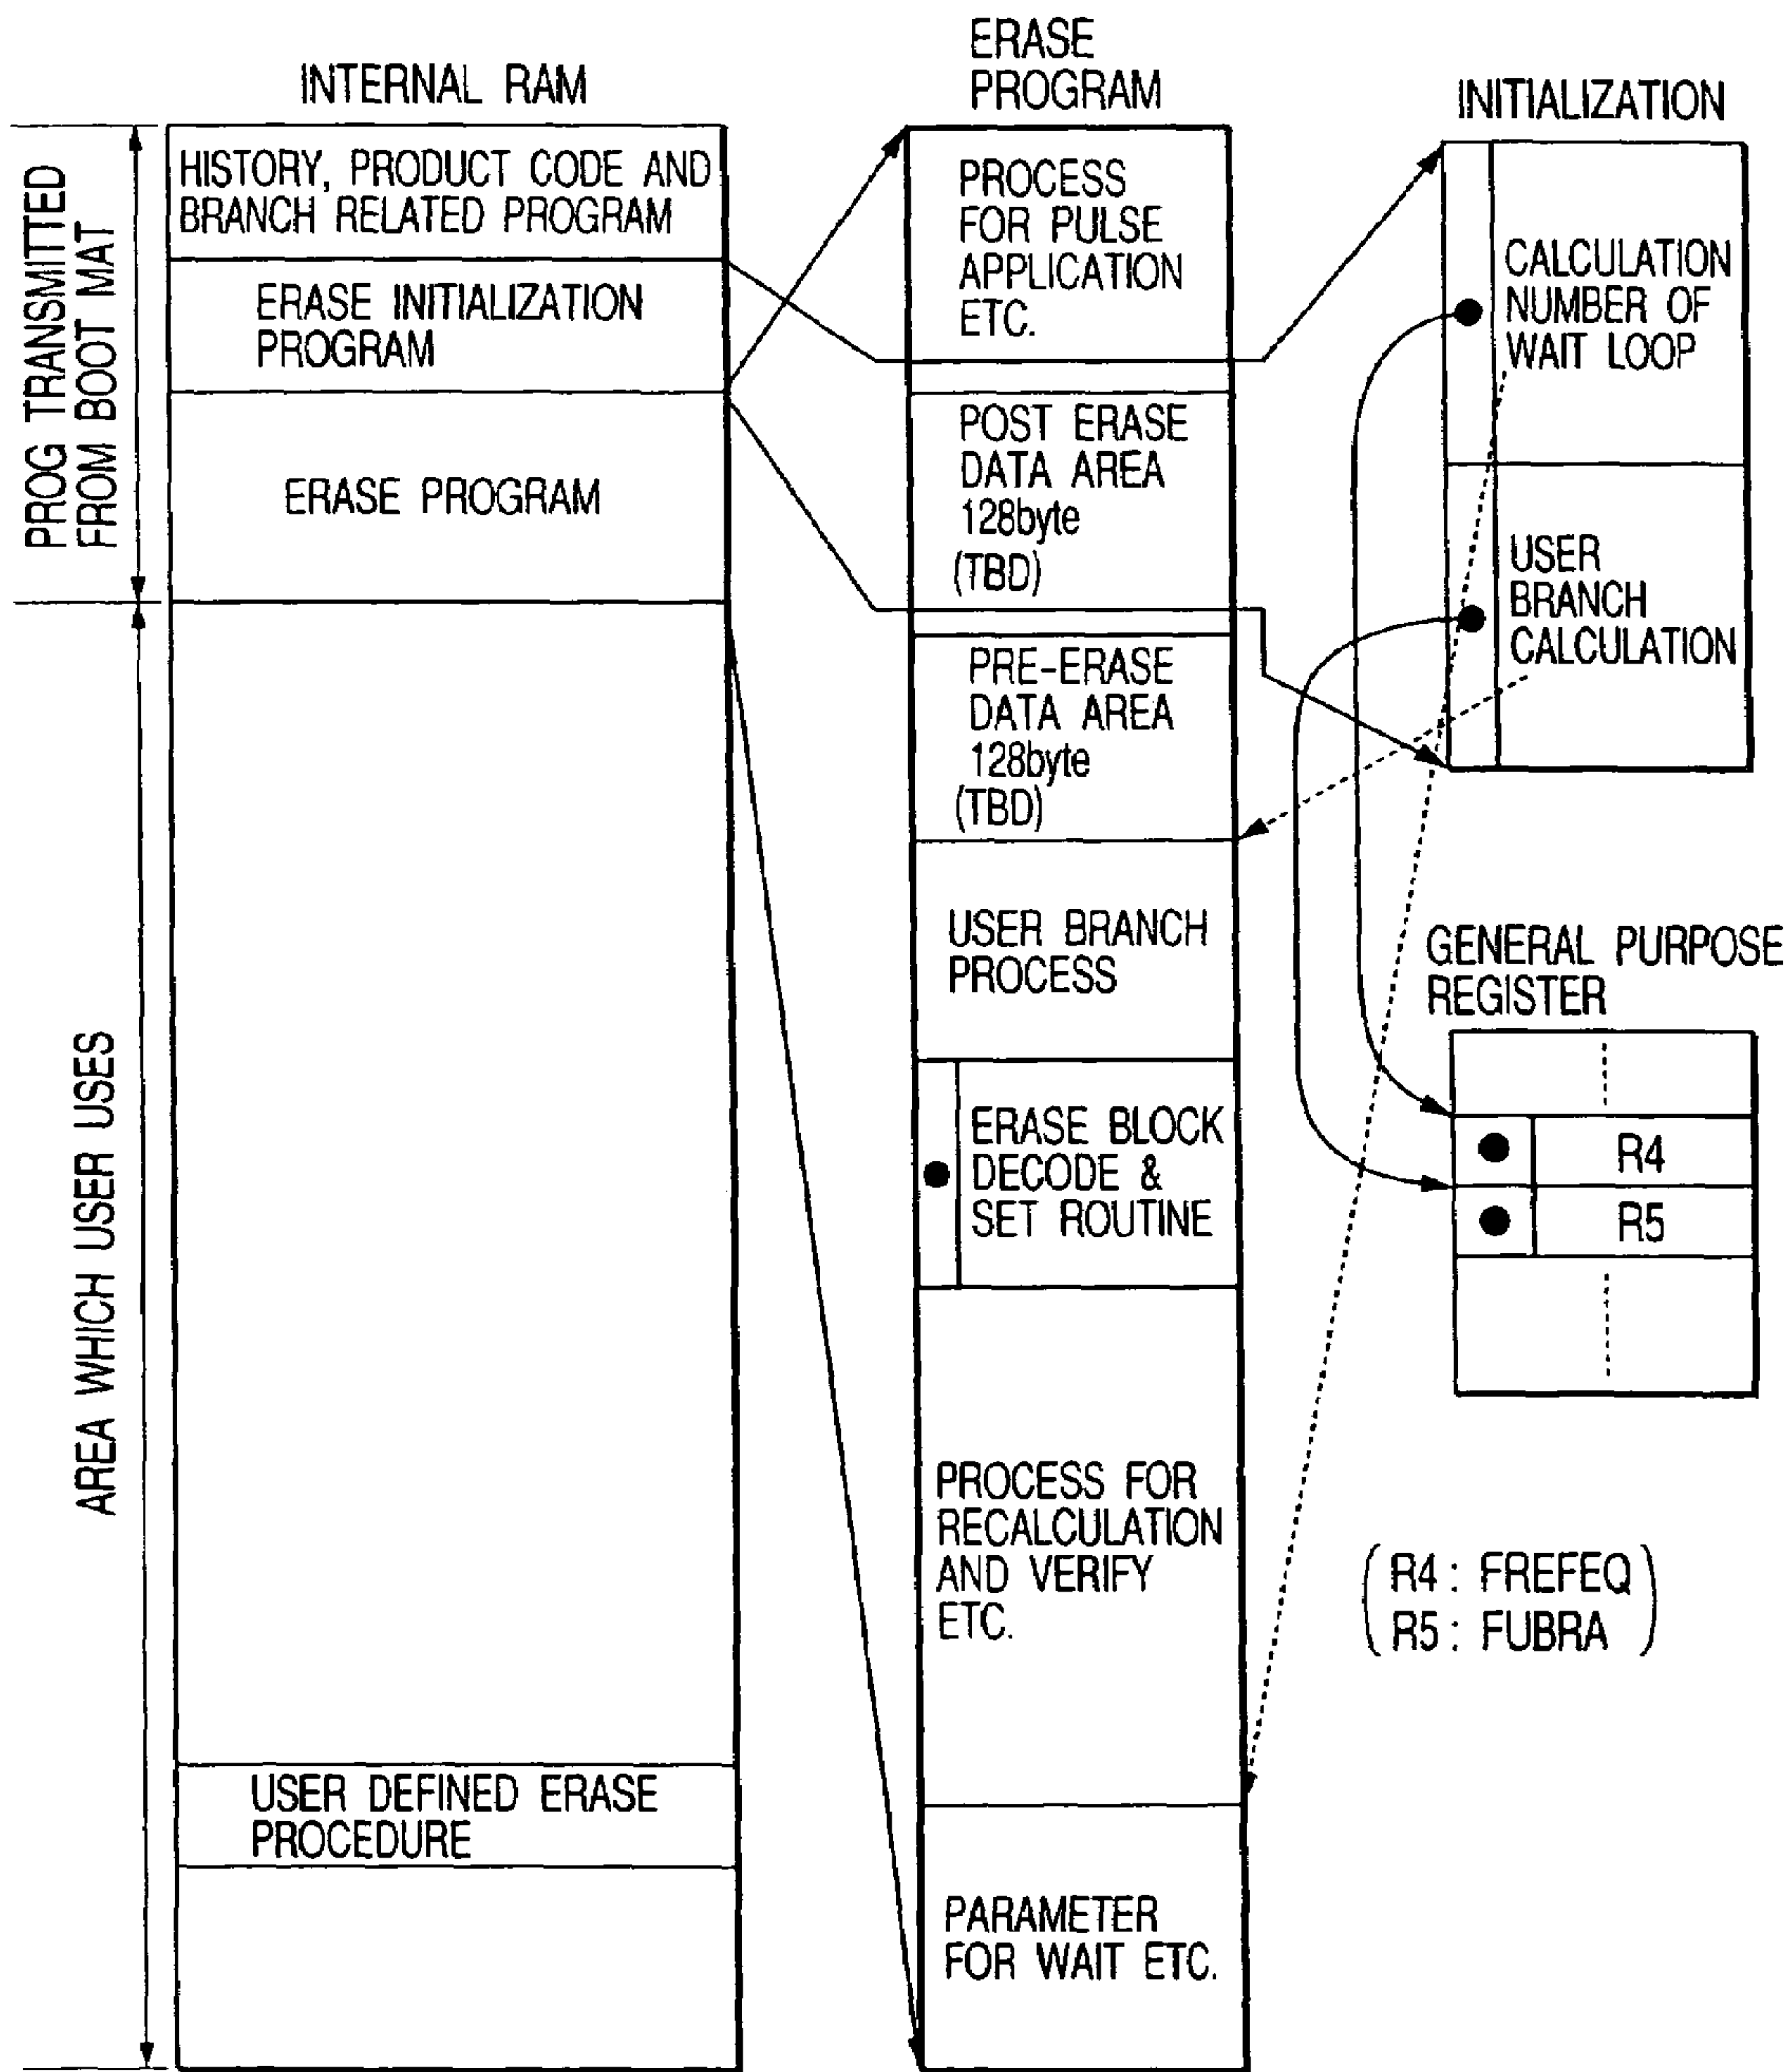 INTERNAL RAM
PROG TRANSMITTED
FROM BOOT MAT
HISTORY, PRODUCT CODE AND
BRANCH RELATED PROGRAM
ERASE INITIALIZATION
PROGRAM
ERASE PROGRAM
AREA WHICH USER USES
USER DEFINED ERASE
PROCEDURE
ERASE
PROGRAM
PROCESS
FOR PULSE
APPLICATION
ETC.
POST ERASE
DATA AREA
128byte
(TBD)
PRE-ERASE
DATA AREA
128byte
(TBD)
USER BRANCH
PROCESS
ERASE BLOCK
DECODE &
SET ROUTINE
PROCESS FOR
RECALCULATION
AND VERIFY
ETC.
PARAMETER
FOR WAIT ETC.
INITIALIZATION
CALCULATION
NUMBER OF
WAIT LOOP
USER
BRANCH
CALCULATION
GENERAL PURPOSE
REGISTER
R4
R5
(R4 : FREFEQ
R5 : FUBRA)